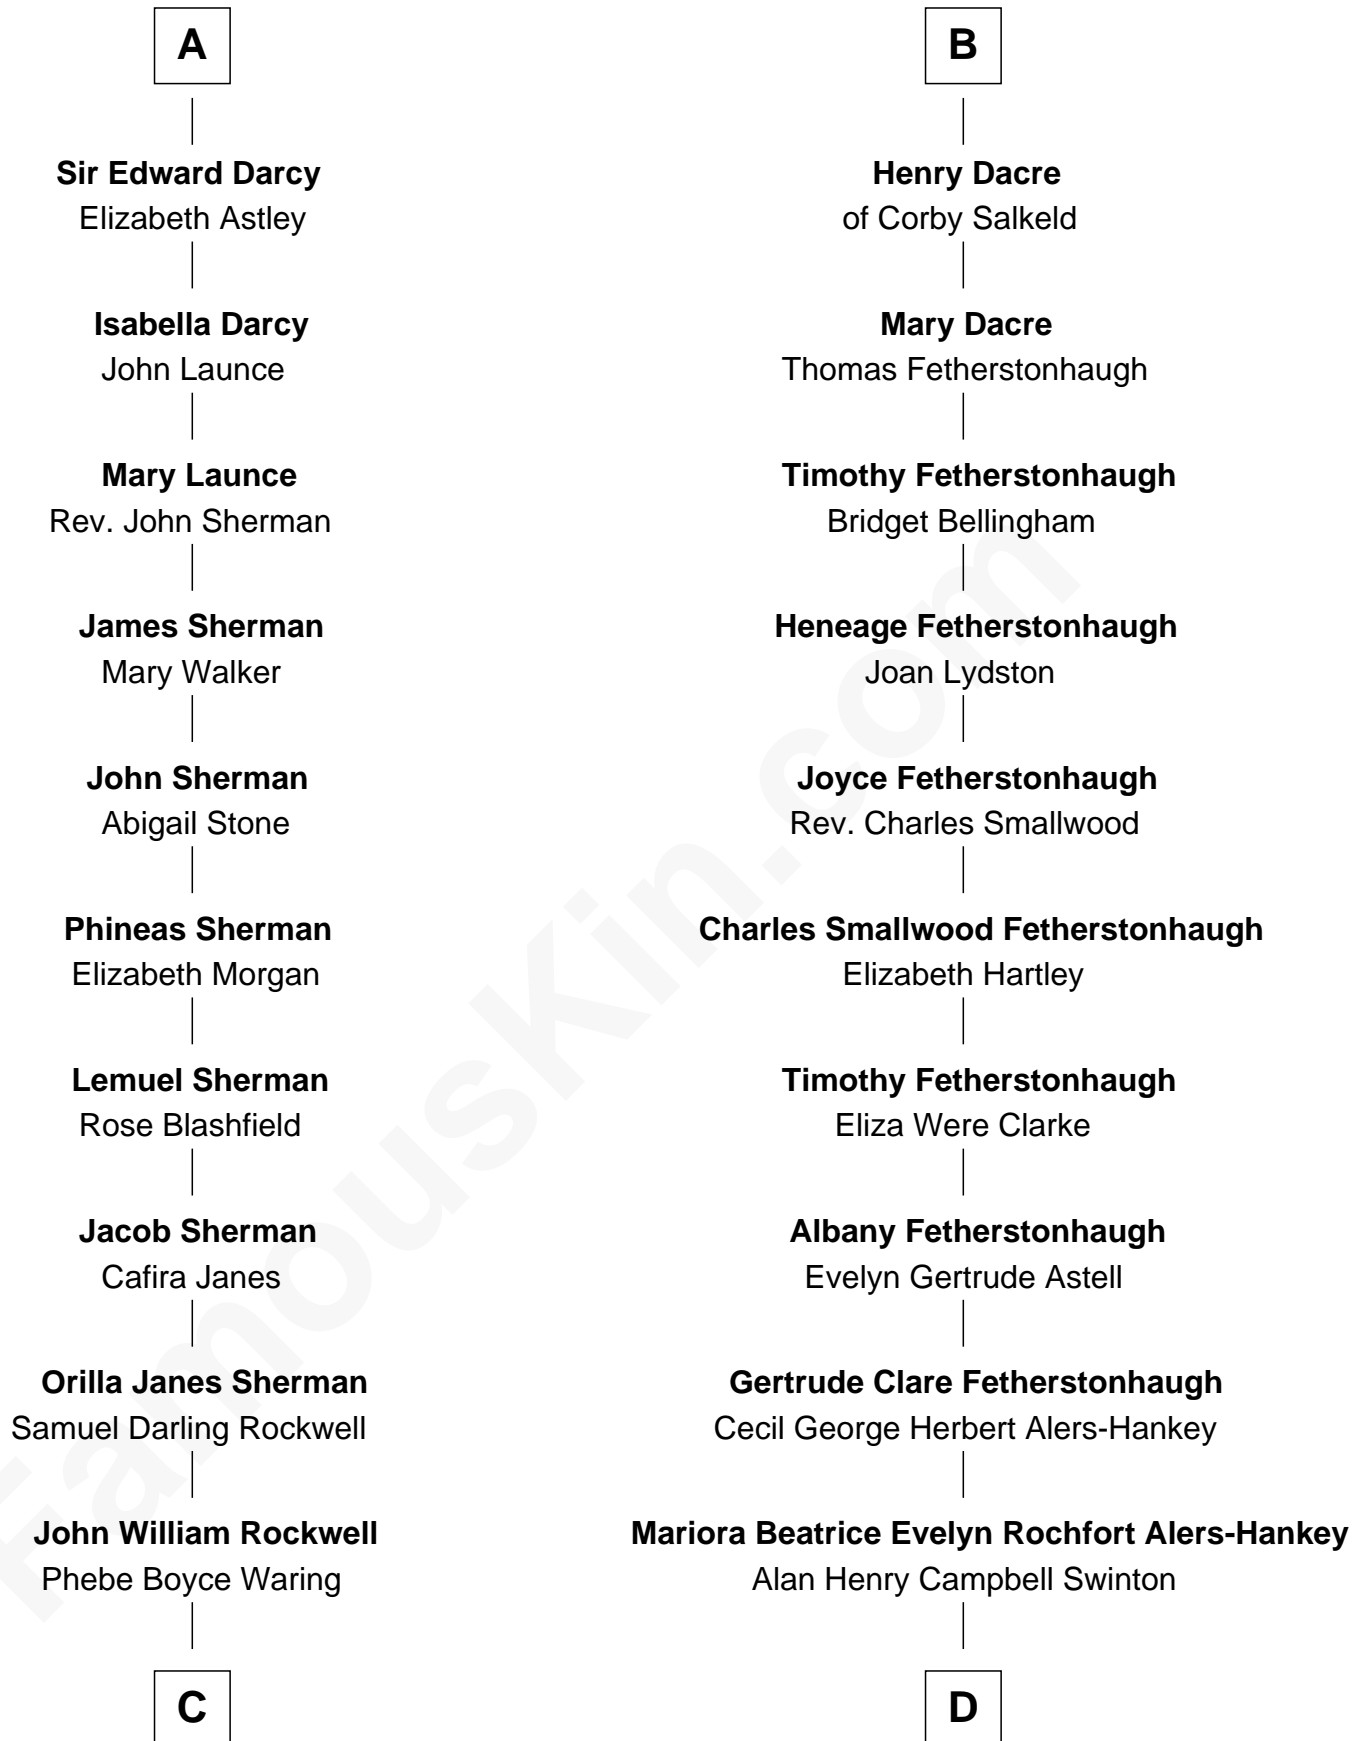 A
Sir Edward Darcy
Elizabeth Astley
Isabella Darcy
John Launce
Mary Launce
Rev. John Sherman
James Sherman
Mary Walker
John Sherman
Abigail Stone
Phineas Sherman
Elizabeth Morgan
Lemuel Sherman
Rose Blashfield
Jacob Sherman
Cafira Janes
Orilla Janes Sherman
Samuel Darling Rockwell
John William Rockwell
Phebe Boyce Waring
C
B
Henry Dacre
of Corby Salkeld
Mary Dacre
Thomas Fetherstonhaugh
Timothy Fetherstonhaugh
Bridget Bellingham
Heneage Fetherstonhaugh
Joan Lydston
Joyce Fetherstonhaugh
Rev. Charles Smallwood
Charles Smallwood Fetherstonhaugh
Elizabeth Hartley
Timothy Fetherstonhaugh
Eliza Were Clarke
Albany Fetherstonhaugh
Evelyn Gertrude Astell
Gertrude Clare Fetherstonhaugh
Cecil George Herbert Alers-Hankey
Mariora Beatrice Evelyn Rochfort Alers-Hankey
Alan Henry Campbell Swinton
D
FamousKin.com